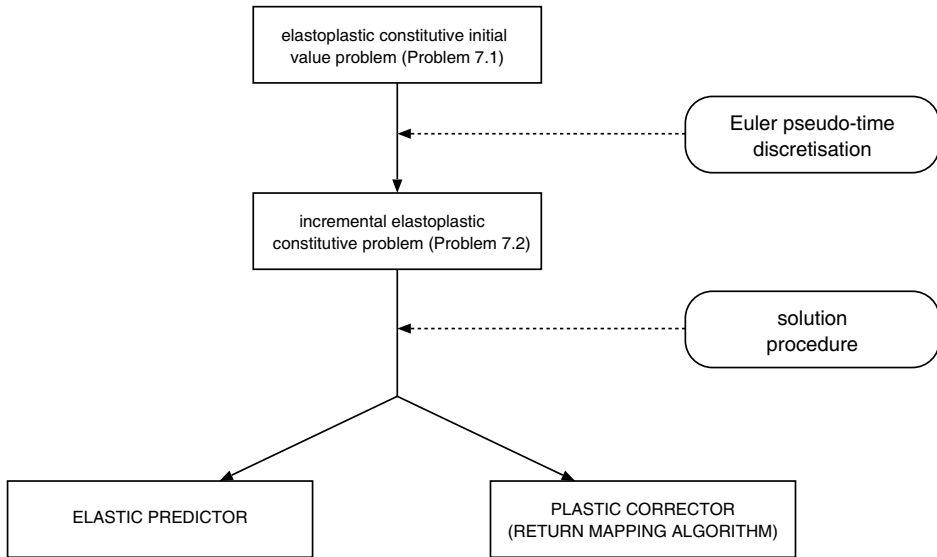 elastoplastic constitutive initial
value problem (Problem 7.1)
Euler pseudo-time
discretisation
incremental elastoplastic
constitutive problem (Problem 7.2)
solution
procedure
ELASTIC PREDICTOR
PLASTIC CORRECTOR
(RETURN MAPPING ALGORITHM)